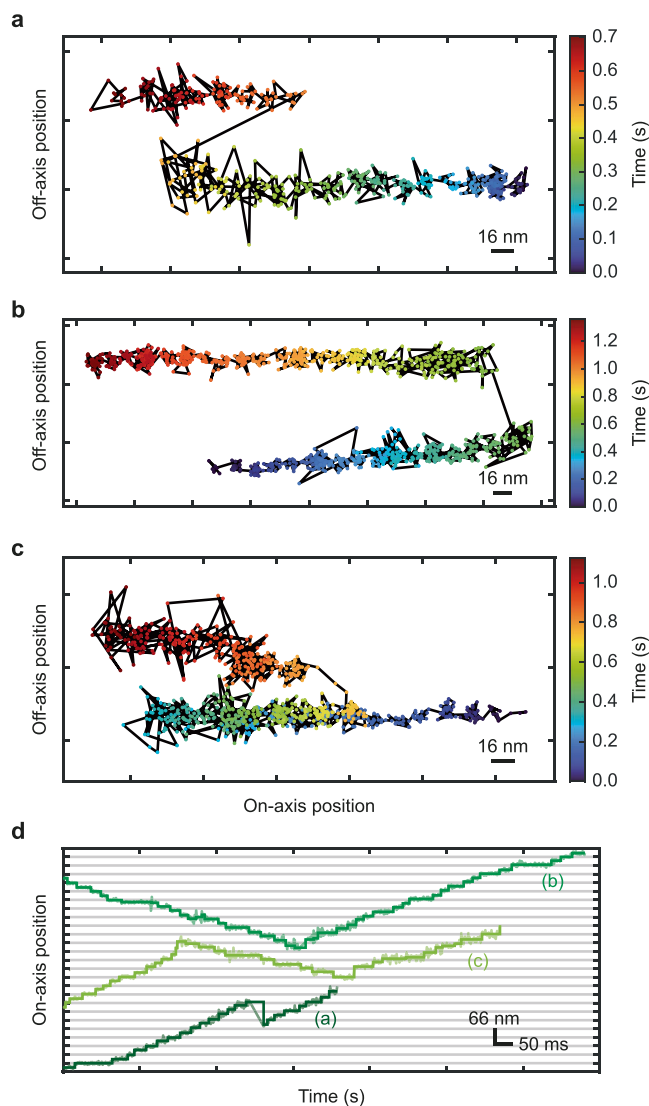 a
Off-axis position
16 nm
0.7
0.6
0.5
0.4
0.3
0.2
0.1
0.0
Time (s)
b
Off-axis position
16 nm
1.2
1.0
0.8
0.6
0.4
0.2
0.0
Time (s)
c
Off-axis position
16 nm
1.0
0.8
0.6
0.4
0.2
0.0
Time (s)
On-axis position
d
On-axis position
(b)
(c)
(a)
66 nm
50 ms
Time (s)